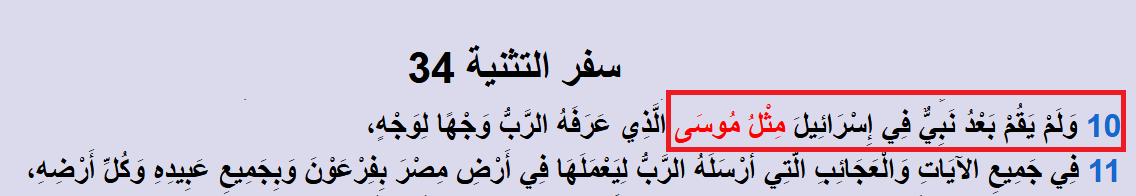 سفر التثنية 34
10 وَلَمْ يَقُمْ بَعْدُ نَبِيٌّ فِي إِسْرَائِيلَ مِثْلُ مُوسَى الَّذِي عَرَفَهُ الرَّبُّ وَجْهًا لِوَجْهٍ،
11 فِي جَمِيعِ الآيَاتِ وَالْعَجَائِبِ الَّتِي أَرْسَلَهُ الرَّبُّ لِيَعْمَلَهَا فِي أَرْضِ مِصْرَ بِفِرْعَوْنَ وَبِجَمِيعِ عَبِيدِهِ وَكُلِّ أَرْضِهِ،